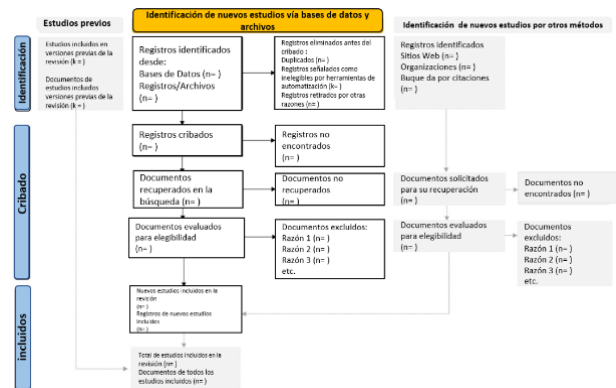 Estudios previos
Identificación de nuevos estudios vía bases de datos y
archivos
Identificación de nuevos estudios por otros métodos
Identificación
Estudios incluidos en
versiones previas de la
revisión (k = )
Documentos de
estudios incluidos
versiones previas de la
revisión (k = )
Registros identificados
desde:
Bases de Datos (n= )
Registros/Archivos
(n= )
Registros eliminados antes del
cribado :
Duplicados (n= )
Registros señalados como
inelegibles por herramientas de
automatización (k= )
Registros retirados por otras
razones (n= )
Registros Identificados
Sitios Web (n= )
Organizaciones (n= )
Buque da por citaciones
(n= )
Cribado
Registros cribados
(n= )
Registros no
encontrados
(n= )
Documentos
recuperados en la
búsqueda (n= )
Documentos no
recuperados
(n= )
Documentos solicitados
para su recuperación
(n= )
Documentos no
encontrados (n= )
Documentos evaluados
para elegibilidad
(n= )
Documentos excluidos:
Razón 1 (n= )
Razón 2 (n= )
Razón 3 (n= )
etc.
Documentos evaluados
para elegibilidad
(n= )
Documentos
excluidos:
Razón 1 (n= )
Razón 2 (n= )
Razón 3 (n= )
etc.
incluidos
Nuevos estudios incluidos en la
revisión
(n= )
Registros de nuevos estudios
incluidos
(n= )
Total de estudios incluidos en la
revisión (n= )
Documentos de todos los
estudios incluidos (n= )